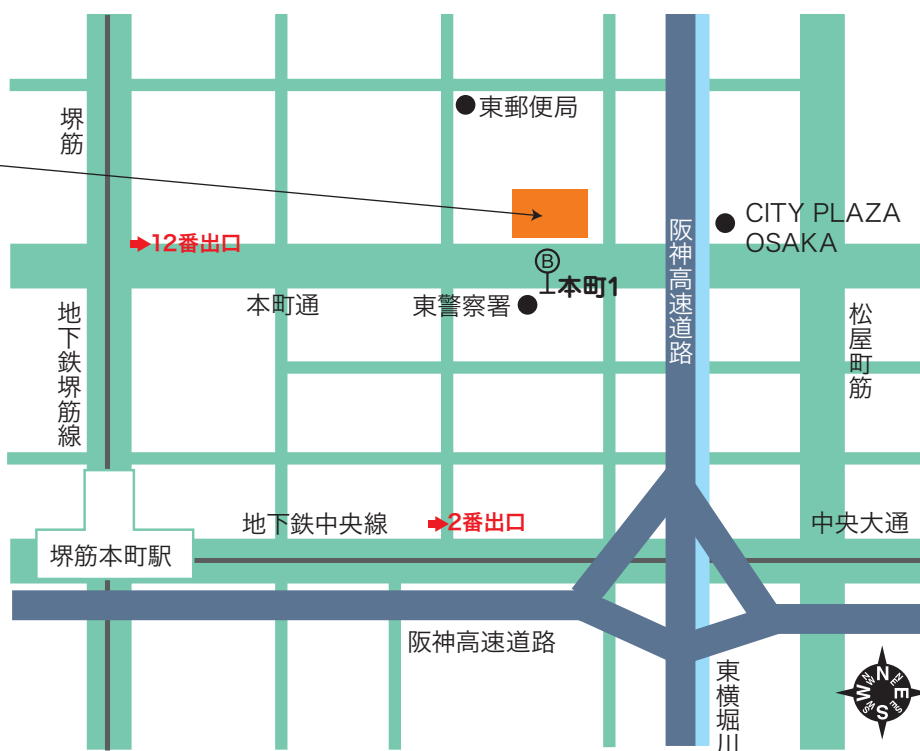 東郵便局
堺筋
CITY PLAZA
OSAKA
12番出口
阪神高速道路
B
本町1
本町通
東警察署
地下鉄堺筋線
松屋町筋
地下鉄中央線
2番出口
中央大通
堺筋本町駅
阪神高速道路
東横堀川
N
W
E
S